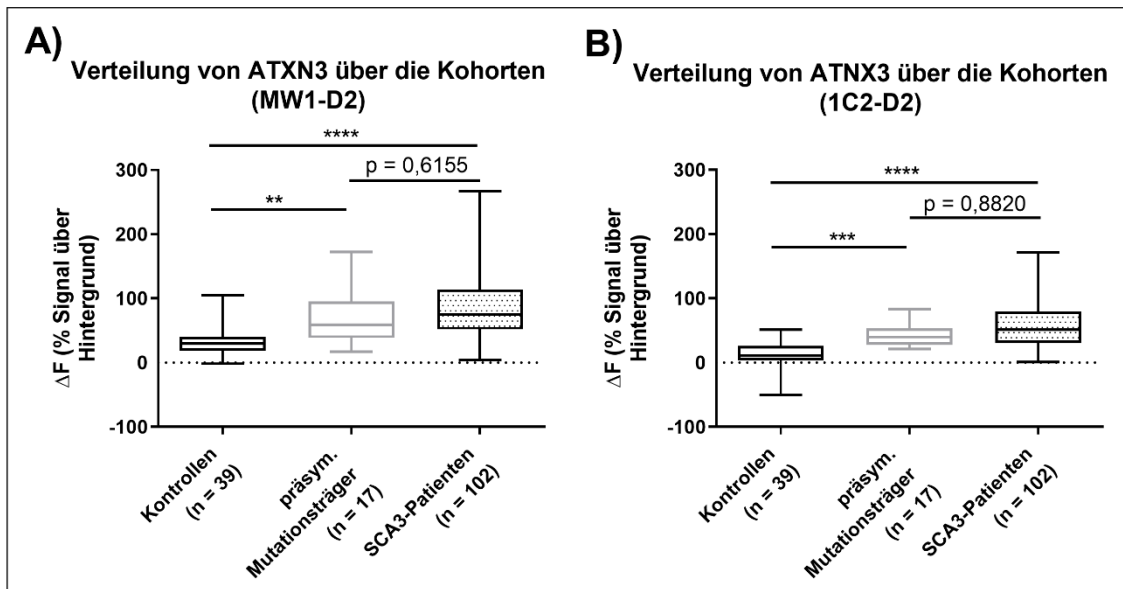 A)
Verteilung von ATXN3 über die Kohorten
(MW1-D2)
****
p = 0,6155
**
ΔF (% Signal über
Hintergrund)
300
200
100
0
-100
Kontrollen
(n = 39)
präsym.
Mutationsträger
(n = 17)
SCA3-Patienten
(n = 102)
B)
Verteilung von ATNX3 über die Kohorten
(1C2-D2)
****
p = 0,8820
***
ΔF (% Signal über
Hintergrund)
300
200
100
0
-100
Kontrollen
(n = 39)
präsym.
Mutationsträger
(n = 17)
SCA3-Patienten
(n = 102)